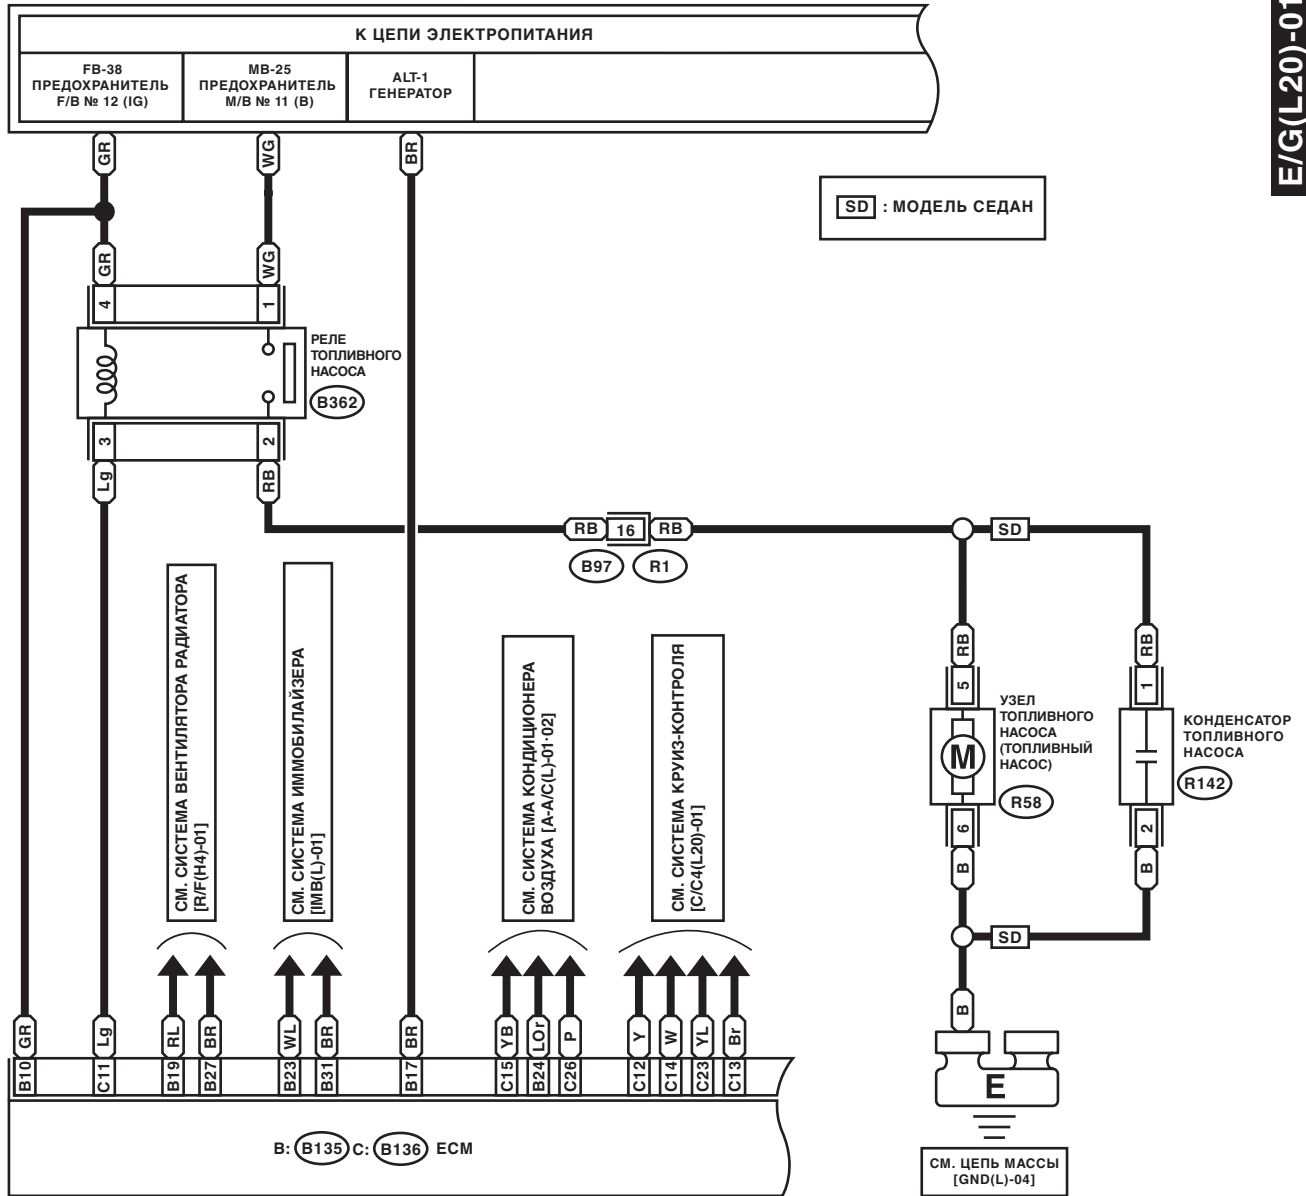 E/G(L20)-01
К ЦЕПИ ЭЛЕКТРОПИТАНИЯ
FB-38
ПРЕДОХРАНИТЕЛЬ
F/B № 12 (IG)
MB-25
ПРЕДОХРАНИТЕЛЬ
M/B № 11 (B)
ALT-1
ГЕНЕРАТОР
GR
WG
BR
SD : МОДЕЛЬ СЕДАН
GR
WG
4
1
РЕЛЕ
ТОПЛИВНОГО
НАСОСА
B362
3
2
Lg
RB
RB 16 RB
B97 R1
SD
RB
RB
5
1
УЗЕЛ
ТОПЛИВНОГО
НАСОСА
(ТОПЛИВНЫЙ
НАСОС)
M
R58
КОНДЕНСАТОР
ТОПЛИВНОГО
НАСОСА
R142
6
2
B
B
SD
B
E
СМ. ЦЕПЬ МАССЫ
[GND(L)-04]
СМ. СИСТЕМА ВЕНТИЛЯТОРА РАДИАТОРА
[R/F(H4)-01]
СМ. СИСТЕМА ИММОБИЛАЙЗЕРА
[IMB(L)-01]
СМ. СИСТЕМА КОНДИЦИОНЕРА
ВОЗДУХА [A-A/C(L)-01·02]
СМ. СИСТЕМА КРУИЗ-КОНТРОЛЯ
[C/C4(L20)-01]
B10 GR
C11 Lg
B19 RL
B27 BR
B23 WL
B31 BR
B17 BR
C15 YB
B24 LOr
C26 P
C12 Y
C14 W
C23 YL
C13 Br
B: B135 C: B136 ECM